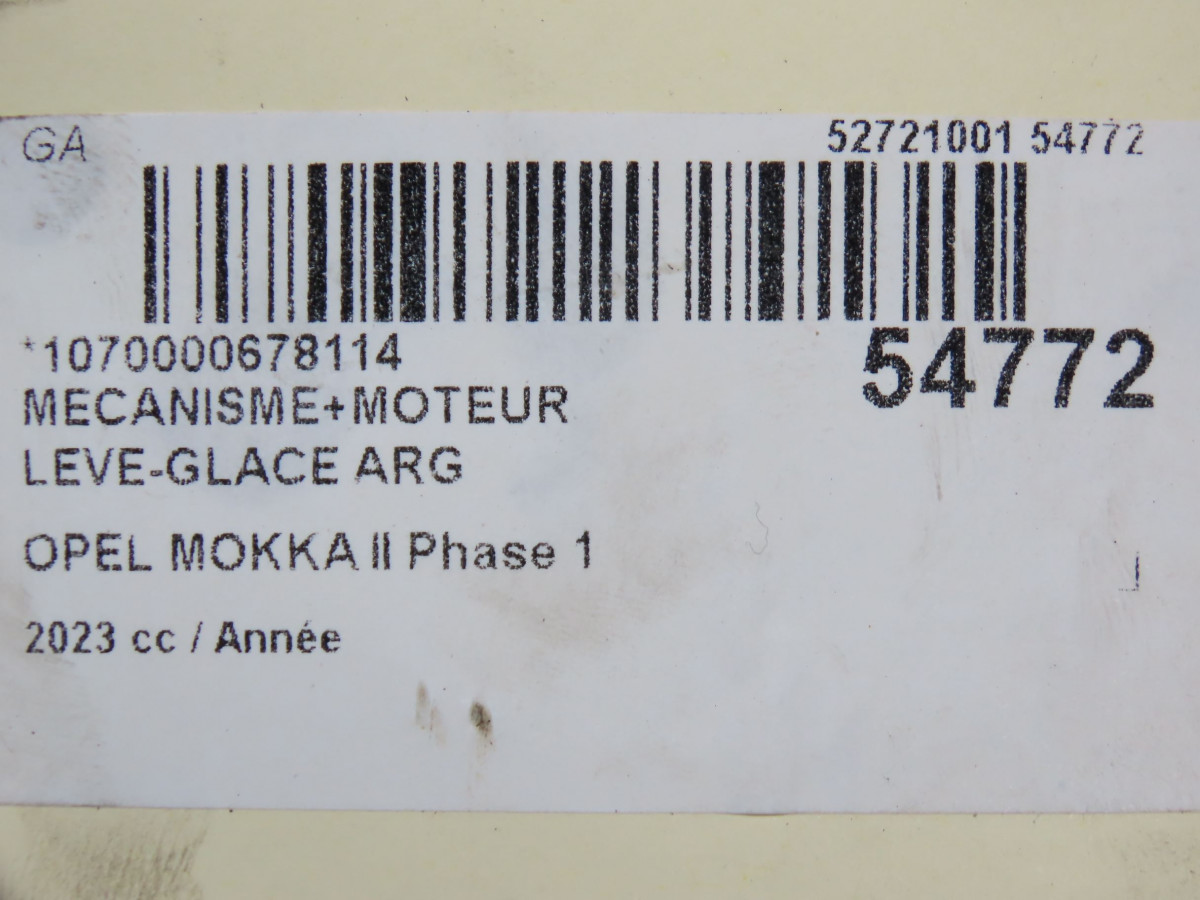 GA
52721001 54772
*1070000678114
54772
MECANISME+MOTEUR
LEVE-GLACE ARG
OPEL MOKKA II Phase 1
2023 cc / Année